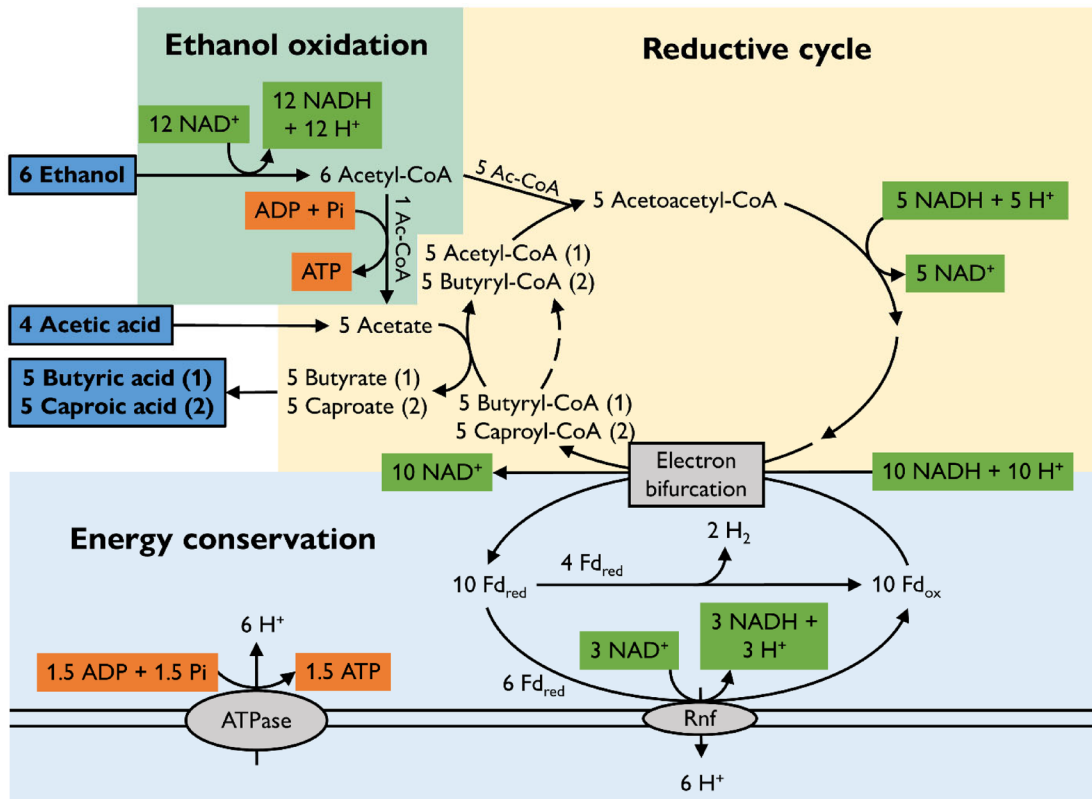 Ethanol oxidation
Reductive cycle
12 NAD⁺
12 NADH
+ 12 H⁺
6 Ethanol
6 Acetyl-CoA
5 Ac-CoA
5 Acetoacetyl-CoA
5 NADH + 5 H⁺
5 NAD⁺
ADP + Pi
ATP
1 Ac-CoA
5 Acetyl-CoA (1)
5 Butyryl-CoA (2)
4 Acetic acid
5 Acetate
5 Butyric acid (1)
5 Caproic acid (2)
5 Butyrate (1)
5 Caproate (2)
5 Butyryl-CoA (1)
5 Caproyl-CoA (2)
10 NAD⁺
Electron
bifurcation
10 NADH + 10 H⁺
Energy conservation
2 H₂
4 Fd_red
10 Fd_red
10 Fd_ox
6 H⁺
3 NAD⁺
3 NADH +
3 H⁺
1.5 ADP + 1.5 Pi
1.5 ATP
6 Fd_red
ATPase
Rnf
6 H⁺